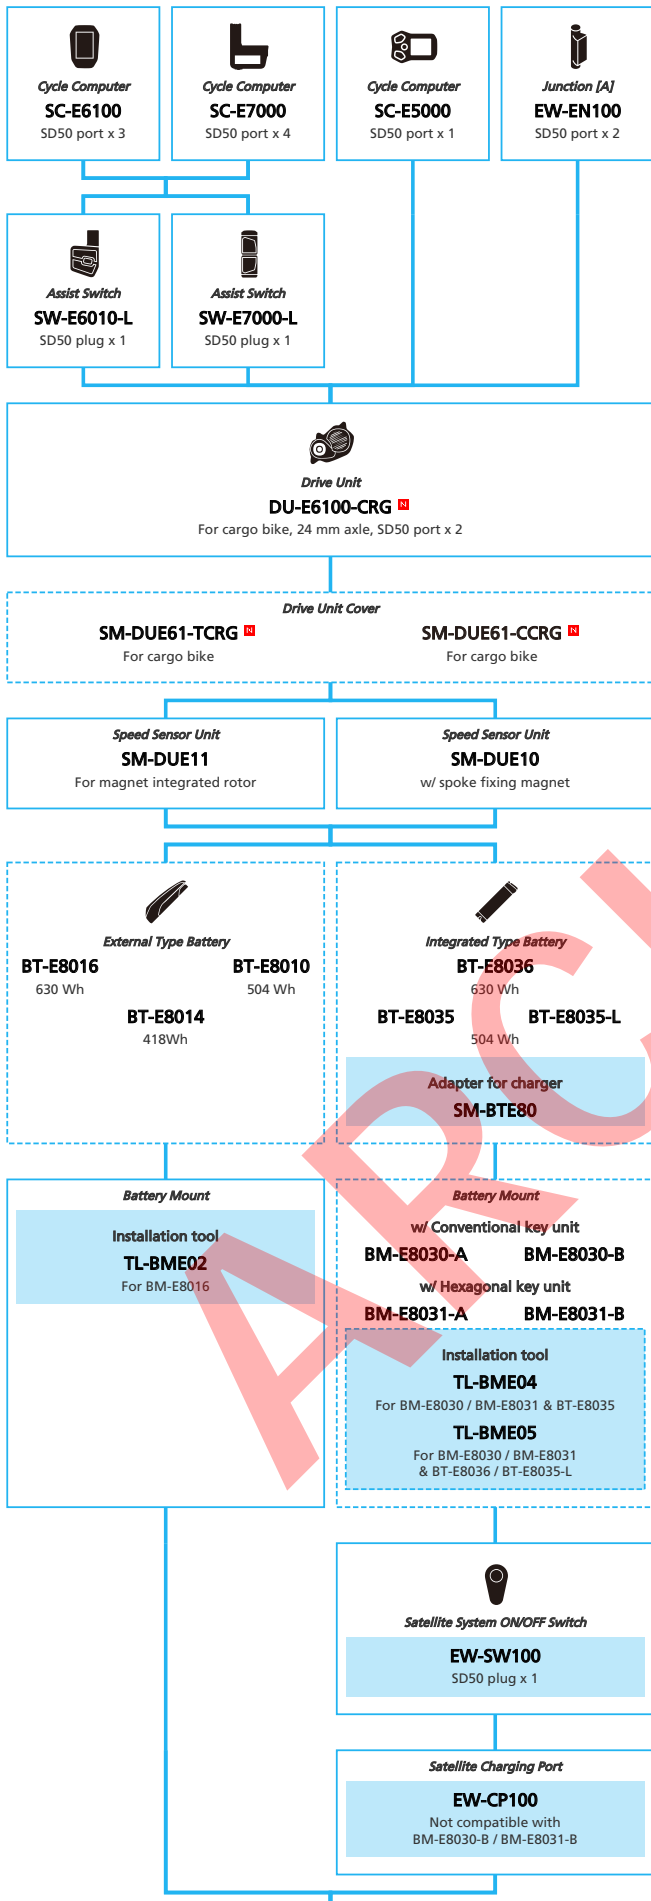 Cycle Computer
SC-E6100
SD50 port x 3
Cycle Computer
SC-E7000
SD50 port x 4
Cycle Computer
SC-E5000
SD50 port x 1
Junction [A]
EW-EN100
SD50 port x 2
Assist Switch
SW-E6010-L
SD50 plug x 1
Assist Switch
SW-E7000-L
SD50 plug x 1
Drive Unit
DU-E6100-CRG N
For cargo bike, 24 mm axle, SD50 port x 2
Drive Unit Cover
SM-DUE61-TCRG N
For cargo bike
SM-DUE61-CCRG N
For cargo bike
Speed Sensor Unit
SM-DUE11
For magnet integrated rotor
Speed Sensor Unit
SM-DUE10
w/ spoke fixing magnet
External Type Battery
BT-E8016
630 Wh
BT-E8010
504 Wh
BT-E8014
418Wh
Integrated Type Battery
BT-E8036
630 Wh
BT-E8035 BT-E8035-L
504 Wh
Adapter for charger
SM-BTE80
Battery Mount
Installation tool
TL-BME02
For BM-E8016
Battery Mount
w/ Conventional key unit
BM-E8030-A BM-E8030-B
w/ Hexagonal key unit
BM-E8031-A BM-E8031-B
Installation tool
TL-BME04
For BM-E8030 / BM-E8031 & BT-E8035
TL-BME05
For BM-E8030 / BM-E8031
& BT-E8036 / BT-E8035-L
Satellite System ON/OFF Switch
EW-SW100
SD50 plug x 1
Satellite Charging Port
EW-CP100
Not compatible with
BM-E8030-B / BM-E8031-B
ARC